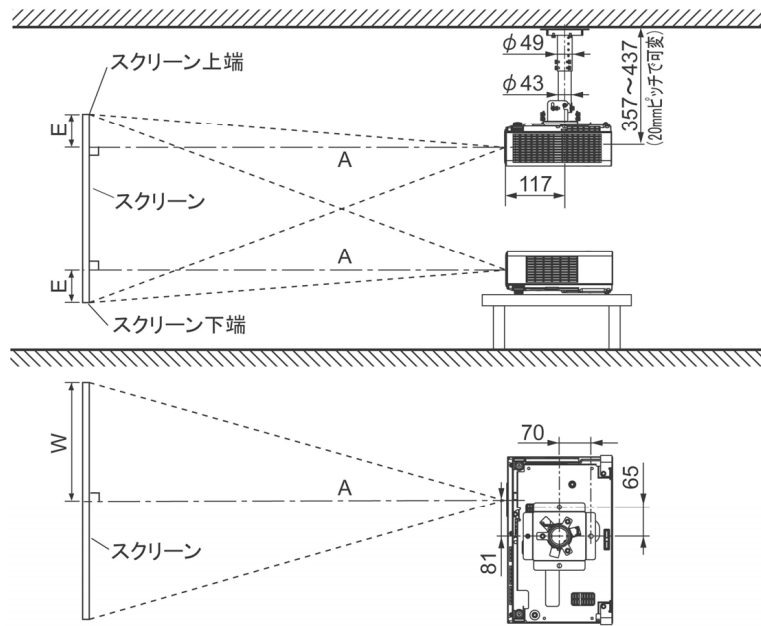 スクリーン上端
φ49
φ43
357～437
(20mmピッチで可変)
E
A
スクリーン
117
A
E
スクリーン下端
W
A
70
65
81
スクリーン